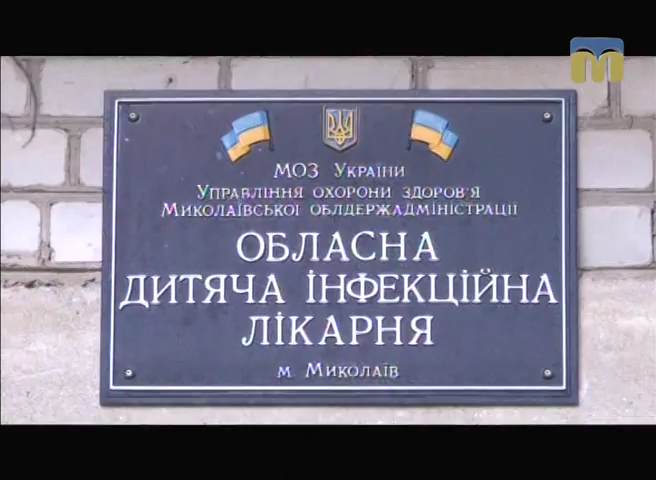 МОЗ України
Управління охорони здоров'я
Миколаївської облдержадміністрації
ОБЛАСНА
ДИТЯЧА ІНФЕКЦІЙНА
ЛІКАРНЯ
м. Миколаїв